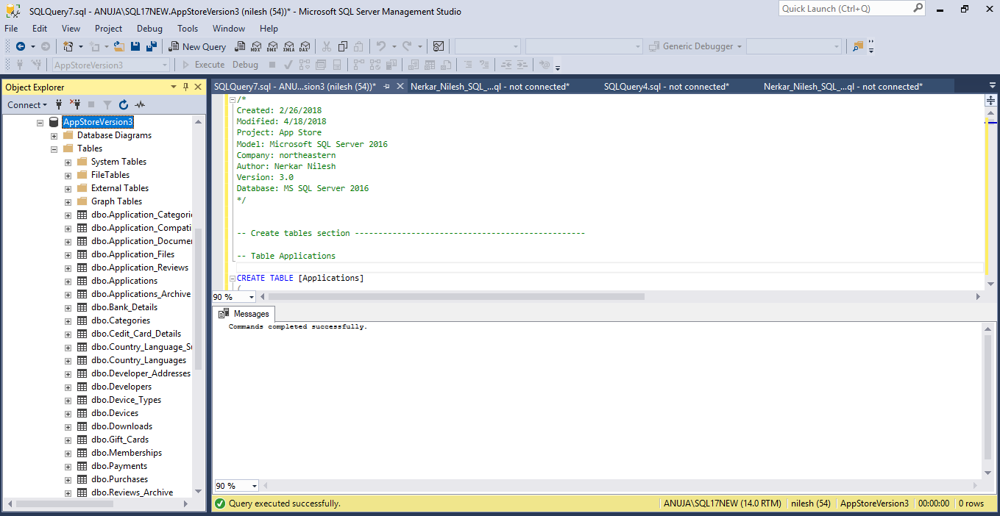 SQLQuery7.sql - ANUJA\SQL17NEW.AppStoreVersion3 (nilesh (54))* - Microsoft SQL Server Management Studio
Quick Launch (Ctrl+Q)
File Edit View Project Debug Tools Window Help
New Query MDX DMX XMLA DAX Generic Debugger
AppStoreVersion3 Execute Debug
Object Explorer
Connect
AppStoreVersion3
Database Diagrams
Tables
System Tables
FileTables
External Tables
Graph Tables
dbo.Application_Categorie
dbo.Application_Compati
dbo.Application_Documen
dbo.Application_Files
dbo.Application_Reviews
dbo.Applications
dbo.Applications_Archive
dbo.Bank_Details
dbo.Categories
dbo.Cedit_Card_Details
dbo.Country_Language_Su
dbo.Country_Languages
dbo.Developer_Addresses
dbo.Developers
dbo.Device_Types
dbo.Devices
dbo.Downloads
dbo.Gift_Cards
dbo.Memberships
dbo.Payments
dbo.Purchases
dbo.Reviews_Archive
SQLQuery7.sql - ANU...sion3 (nilesh (54))* Nerkar_Nilesh_SQL_...ql - not connected* SQLQuery4.sql - not connected* Nerkar_Nilesh_SQL_...ql - not connected*
/*
Created: 2/26/2018
Modified: 4/18/2018
Project: App Store
Model: Microsoft SQL Server 2016
Company: northeastern
Author: Nerkar Nilesh
Version: 3.0
Database: MS SQL Server 2016
*/
-- Create tables section -------------------------------------------------
-- Table Applications
CREATE TABLE [Applications]
(
90 %
Messages
Commands completed successfully.
90 %
Query executed successfully. ANUJA\SQL17NEW (14.0 RTM) nilesh (54) AppStoreVersion3 00:00:00 0 rows